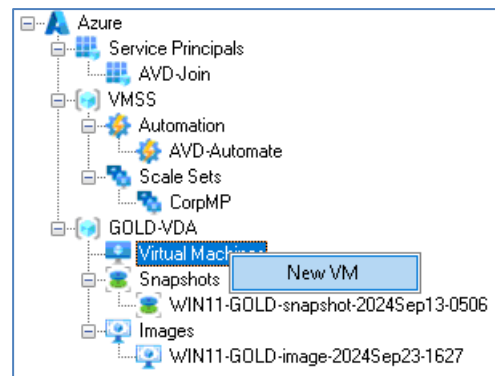 Azure
Service Principals
AVD-Join
VMSS
Automation
AVD-Automate
Scale Sets
CorpMP
GOLD-VDA
Virtual Machines
New VM
Snapshots
WIN11-GOLD-snapshot-2024Sep13-0506
Images
WIN11-GOLD-image-2024Sep23-1627